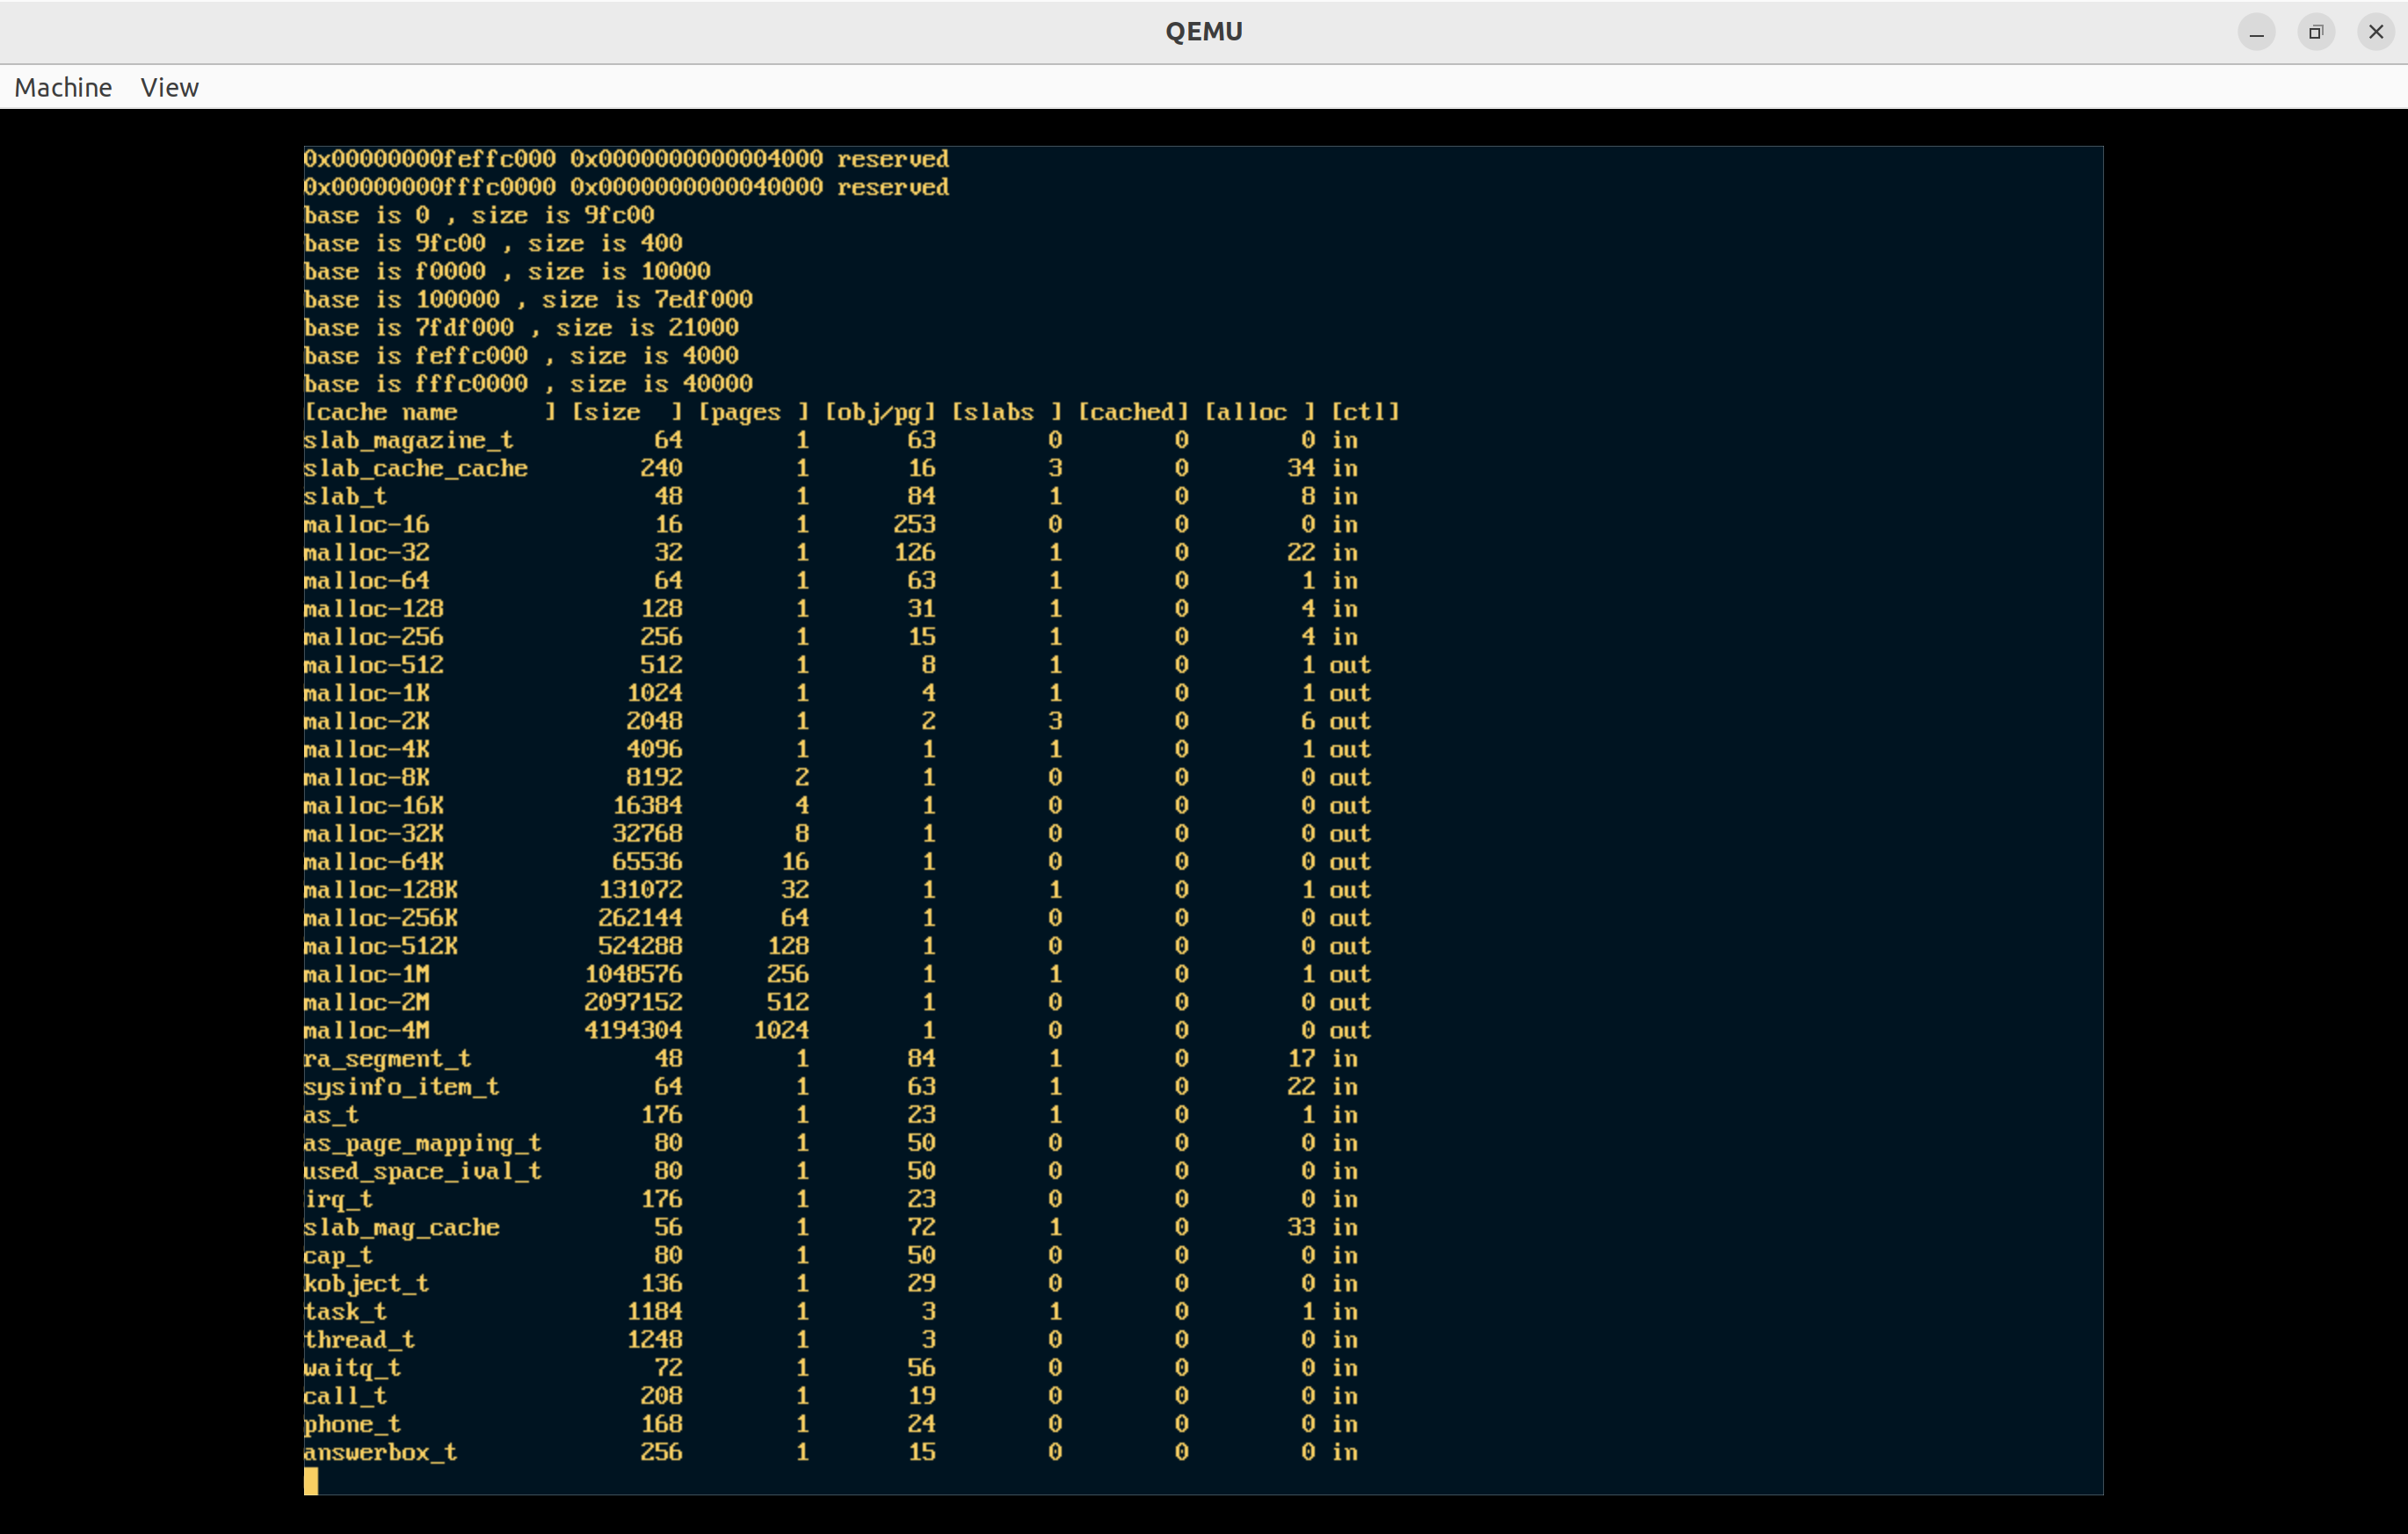 QEMU
Machine View
0x00000000feffc000 0x0000000000004000 reserved
0x00000000fffc0000 0x0000000000040000 reserved
base is 0 , size is 9fc00
base is 9fc00 , size is 400
base is f0000 , size is 10000
base is 100000 , size is 7edf000
base is 7fdf000 , size is 21000
base is feffc000 , size is 4000
base is fffc0000 , size is 40000
[cache name      ] [size  ] [pages ] [obj/pg] [slabs ] [cached] [alloc ] [ctl]
slab_magazine_t 64 1 63 0 0 0 in
slab_cache_cache 240 1 16 3 0 34 in
slab_t 48 1 84 1 0 8 in
malloc-16 16 1 253 0 0 0 in
malloc-32 32 1 126 1 0 22 in
malloc-64 64 1 63 1 0 1 in
malloc-128 128 1 31 1 0 4 in
malloc-256 256 1 15 1 0 4 in
malloc-512 512 1 8 1 0 1 out
malloc-1K 1024 1 4 1 0 1 out
malloc-2K 2048 1 2 3 0 6 out
malloc-4K 4096 1 1 1 0 1 out
malloc-8K 8192 2 1 0 0 0 out
malloc-16K 16384 4 1 0 0 0 out
malloc-32K 32768 8 1 0 0 0 out
malloc-64K 65536 16 1 0 0 0 out
malloc-128K 131072 32 1 1 0 1 out
malloc-256K 262144 64 1 0 0 0 out
malloc-512K 524288 128 1 0 0 0 out
malloc-1M 1048576 256 1 1 0 1 out
malloc-2M 2097152 512 1 0 0 0 out
malloc-4M 4194304 1024 1 0 0 0 out
ra_segment_t 48 1 84 1 0 17 in
sysinfo_item_t 64 1 63 1 0 22 in
as_t 176 1 23 1 0 1 in
as_page_mapping_t 80 1 50 0 0 0 in
used_space_ival_t 80 1 50 0 0 0 in
irq_t 176 1 23 0 0 0 in
slab_mag_cache 56 1 72 1 0 33 in
cap_t 80 1 50 0 0 0 in
kobject_t 136 1 29 0 0 0 in
task_t 1184 1 3 1 0 1 in
thread_t 1248 1 3 0 0 0 in
waitq_t 72 1 56 0 0 0 in
call_t 208 1 19 0 0 0 in
phone_t 168 1 24 0 0 0 in
answerbox_t 256 1 15 0 0 0 in